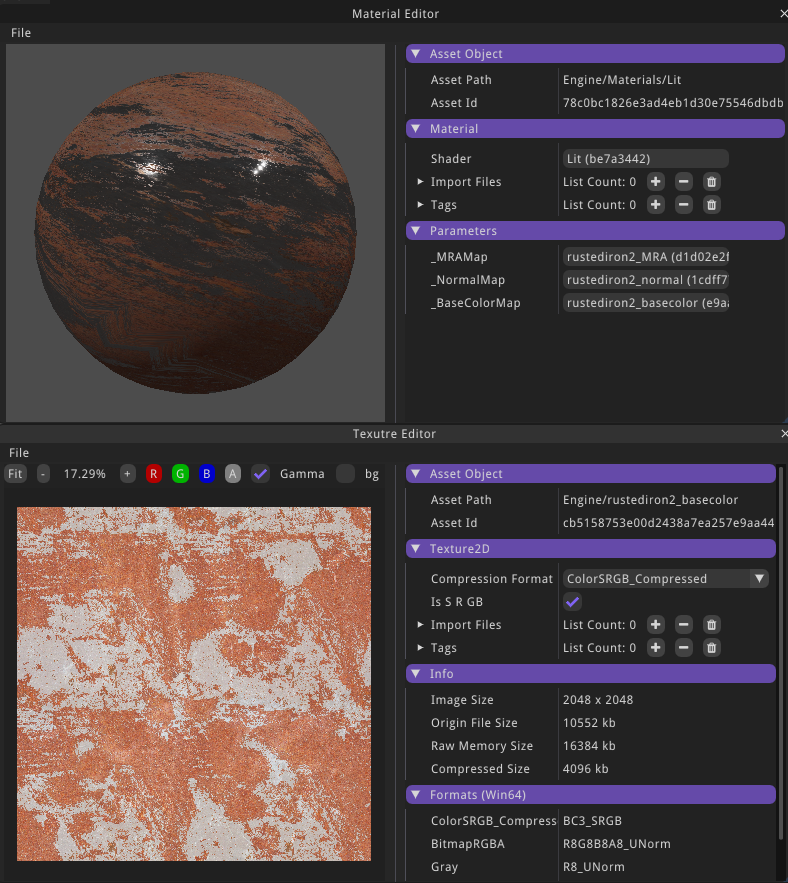 Material Editor
File
Asset Object
Asset Path Engine/Materials/Lit
Asset Id 78c0bc1826e3ad4eb1d30e75546dbdb
Material
Shader Lit (be7a3442)
Import Files List Count: 0
Tags List Count: 0
Parameters
_MRAMap rustediron2_MRA (d1d02e2f
_NormalMap rustediron2_normal (1cdff7
_BaseColorMap rustediron2_basecolor (e9a
Texutre Editor
File
Fit - 17.29% + R G B A Gamma bg
Asset Object
Asset Path Engine/rustediron2_basecolor
Asset Id cb5158753e00d2438a7ea257e9aa44
Texture2D
Compression Format ColorSRGB_Compressed
Is S R GB
Import Files List Count: 0
Tags List Count: 0
Info
Image Size 2048 x 2048
Origin File Size 10552 kb
Raw Memory Size 16384 kb
Compressed Size 4096 kb
Formats (Win64)
ColorSRGB_Compress BC3_SRGB
BitmapRGBA R8G8B8A8_UNorm
Gray R8_UNorm